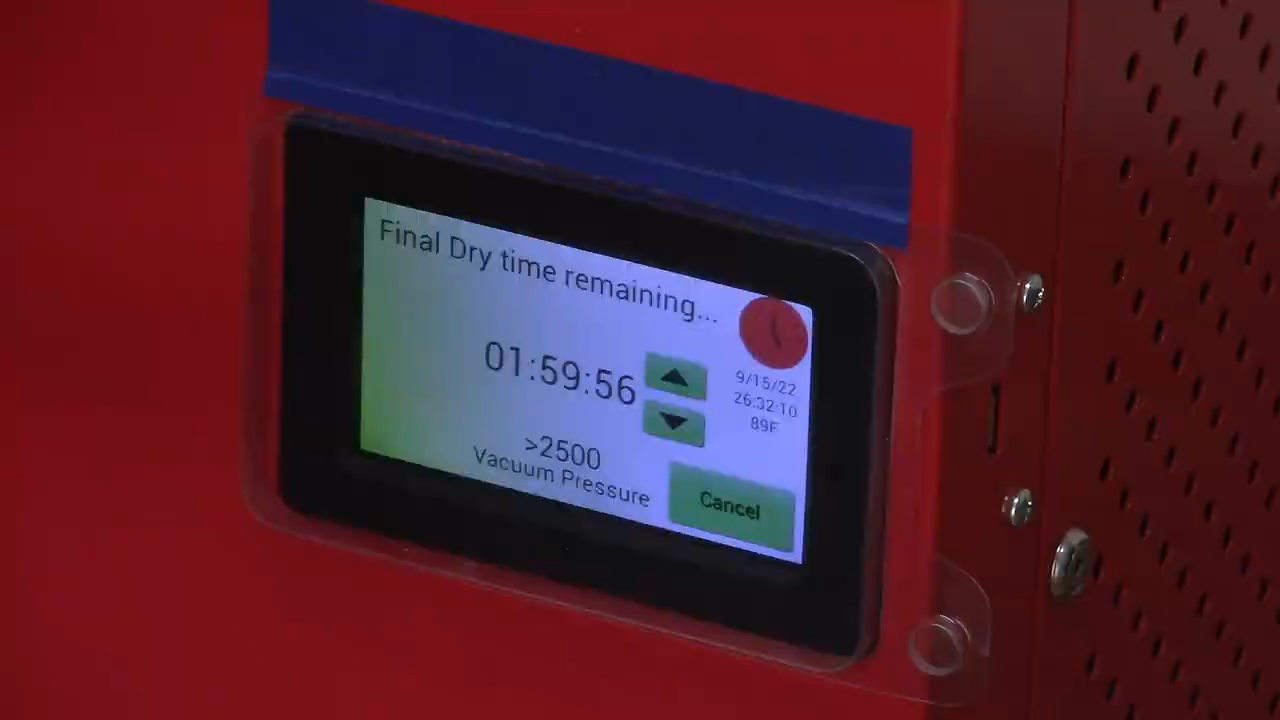 Final Dry time remaining...
01:59:56
9/15/22
26:32:10
89F
>2500
Vacuum Pressure
Cancel